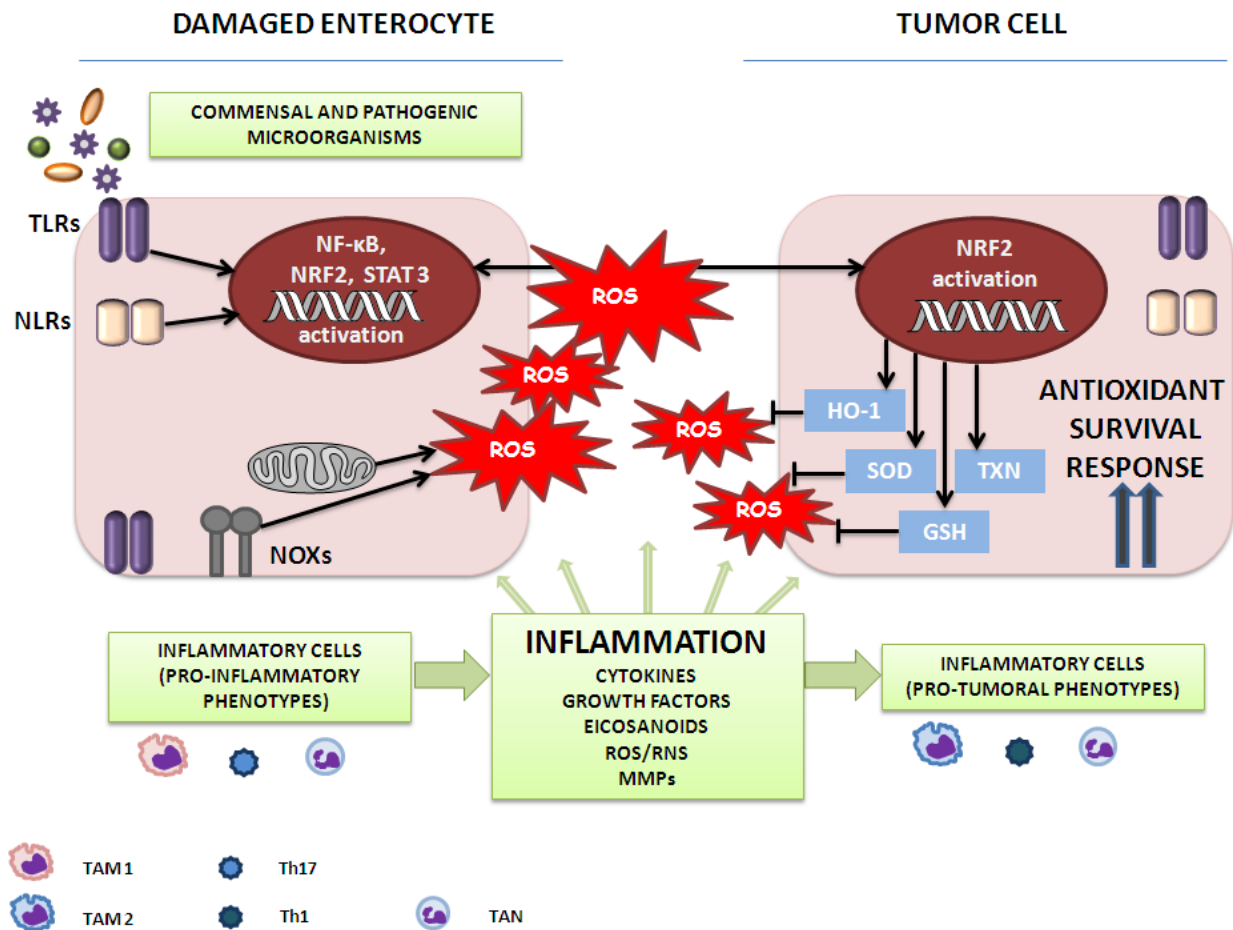 DAMAGED ENTEROCYTE
TUMOR CELL
COMMENSAL AND PATHOGENIC
MICROORGANISMS
TLRs
NLRs
NF-κB,
NRF2, STAT 3
activation
ROS
ROS
ROS
NOXs
NRF2
activation
HO-1
SOD
TXN
GSH
ROS
ROS
ANTIOXIDANT
SURVIVAL
RESPONSE
INFLAMMATORY CELLS
(PRO-INFLAMMATORY
PHENOTYPES)
INFLAMMATION
CYTOKINES
GROWTH FACTORS
EICOSANOIDS
ROS/RNS
MMPs
INFLAMMATORY CELLS
(PRO-TUMORAL PHENOTYPES)
TAM 1
Th17
TAM 2
Th1
TAN